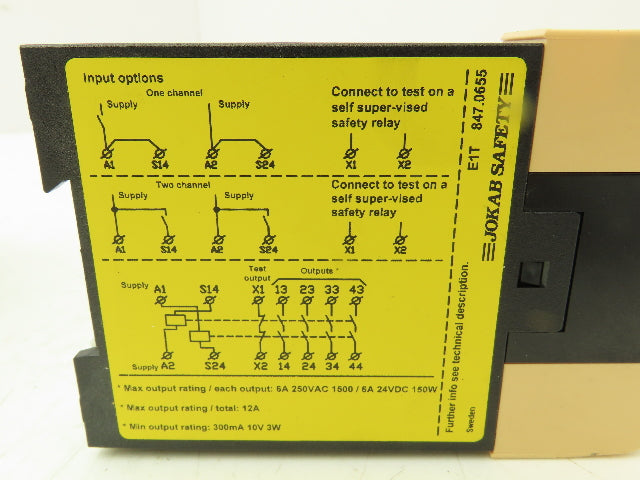 Input options
One channel
Supply
Supply
Connect to test on a
self super-vised
safety relay
A1 S14 A2 S24 X1 X2
Two channel
Supply
Supply
Connect to test on a
self super-vised
safety relay
A1 S14 A2 S24 X1 X2
Test
output
Outputs *
Supply A1 S14 X1 13 23 33 43
Supply A2 S24 X2 14 24 34 44
* Max output rating / each output: 6A 250VAC 1500 / 6A 24VDC 150W
* Max output rating / total: 12A
* Min output rating: 300mA 10V 3W
Further info see technical description.
Sweden
E1T 847.0655
JOKAB SAFETY